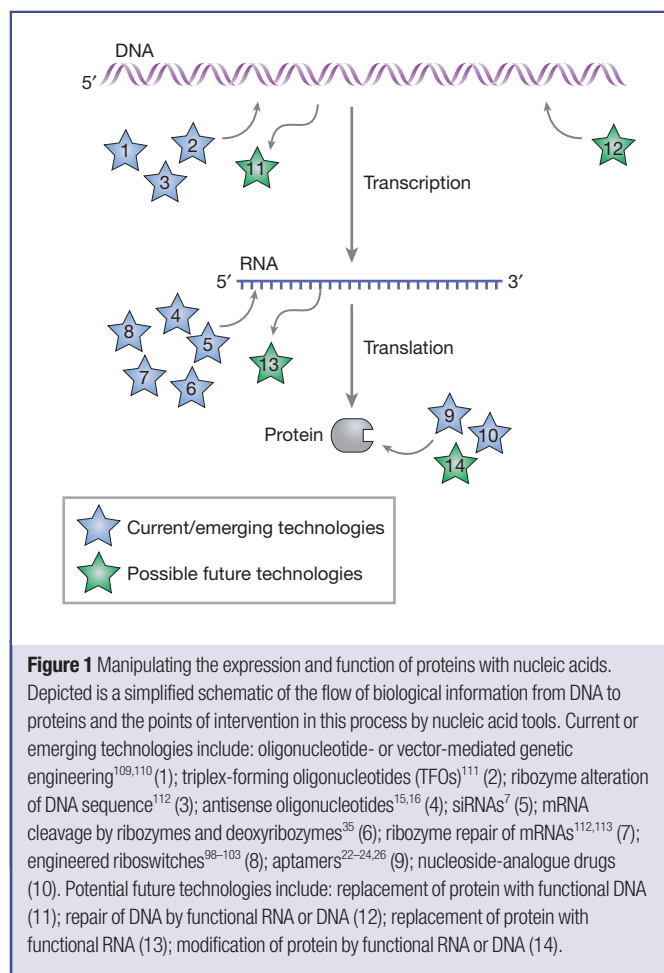 DNA
5′
1
2
3
11
12
Transcription
RNA
5′
3′
4
8
5
7
6
13
Translation
Protein
9
10
14
Current/emerging technologies
Possible future technologies
Figure 1 Manipulating the expression and function of proteins with nucleic acids.
Depicted is a simplified schematic of the flow of biological information from DNA to
proteins and the points of intervention in this process by nucleic acid tools. Current or
emerging technologies include: oligonucleotide- or vector-mediated genetic
engineering109,110 (1); triplex-forming oligonucleotides (TFOs)111 (2); ribozyme alteration
of DNA sequence112 (3); antisense oligonucleotides15,16 (4); siRNAs7 (5); mRNA
cleavage by ribozymes and deoxyribozymes35 (6); ribozyme repair of mRNAs112,113 (7);
engineered riboswitches98–103 (8); aptamers22–24,26 (9); nucleoside-analogue drugs
(10). Potential future technologies include: replacement of protein with functional DNA
(11); repair of DNA by functional RNA or DNA (12); replacement of protein with
functional RNA (13); modification of protein by functional RNA or DNA (14).